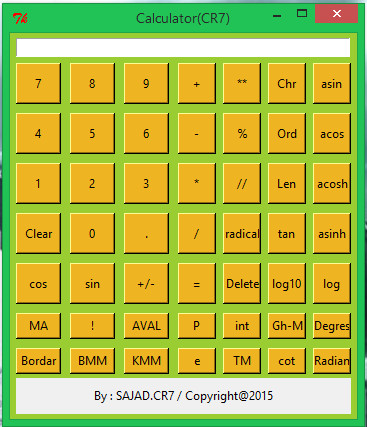 Calculator(CR7)
7 8 9 + ** Chr asin
4 5 6 - % Ord acos
1 2 3 * // Len acosh
Clear 0 . / radical tan asinh
cos sin +/- = Delete log10 log
MA ! AVAL P int Gh-M Degres
Bordar BMM KMM e TM cot Radian
By : SAJAD.CR7 / Copyright@2015